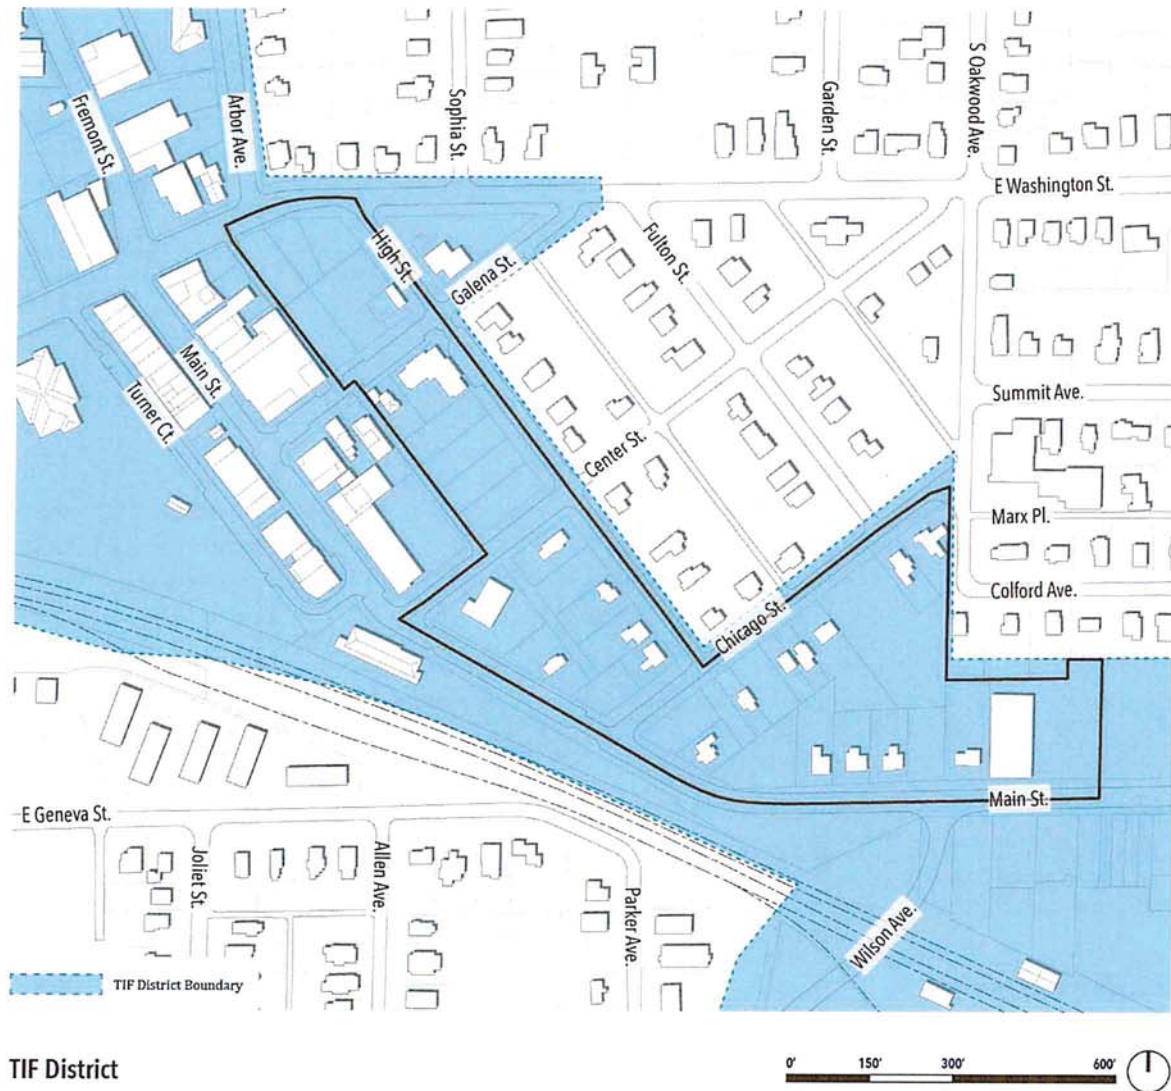 Fremont St.
Arbor Ave.
Sophia St.
Garden St.
S Oakwood Ave.
E Washington St.
High St.
Galena St.
Fulton St.
Main St.
Turner Ct.
Summit Ave.
Center St.
Marx Pl.
Colford Ave.
Chicago St.
Main St.
E Geneva St.
Joliet St.
Allen Ave.
Parker Ave.
Wilson Ave.
TIF District Boundary
TIF District
0' 150' 300' 600'